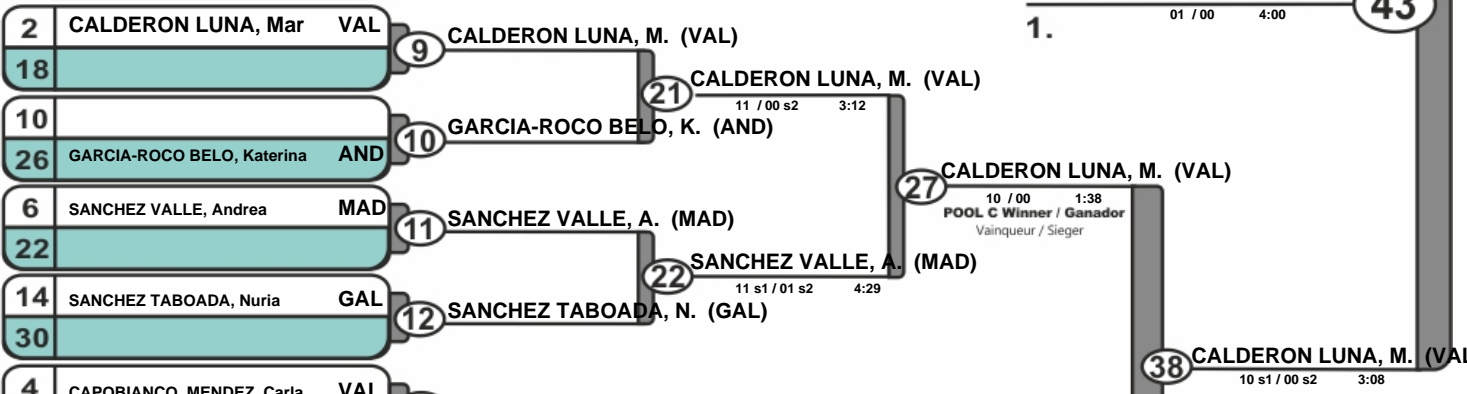 2 CALDERON LUNA, Mar VAL
18
9 CALDERON LUNA, M. (VAL)
10
26 GARCIA-ROCO BELO, Katerina AND
10 GARCIA-ROCO BELO, K. (AND)
21 CALDERON LUNA, M. (VAL)
11 / 00 s2 3:12
6 SANCHEZ VALLE, Andrea MAD
22
11 SANCHEZ VALLE, A. (MAD)
14 SANCHEZ TABOADA, Nuria GAL
30
12 SANCHEZ TABOADA, N. (GAL)
22 SANCHEZ VALLE, A. (MAD)
11 s1 / 01 s2 4:29
27 CALDERON LUNA, M. (VAL)
10 / 00 1:38
POOL C Winner / Ganador
Vainqueur / Sieger
4 CAPOBIANCO MENDEZ, Carla VAL
38 CALDERON LUNA, M. (VAL
10 s1 / 00 s2 3:08
43
01 / 00 4:00
1.